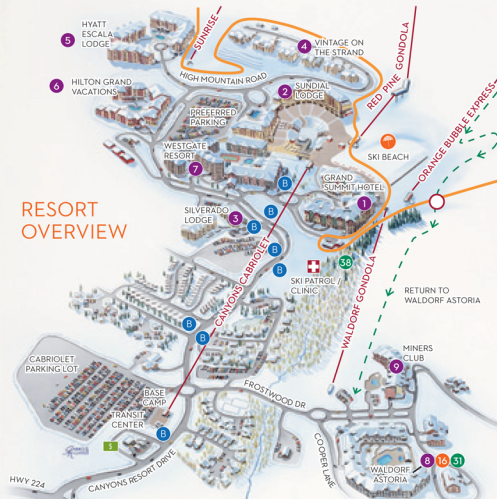 HYATT
ESCALA
LODGE
5
SUNRISE
4
VINTAGE ON
THE STRAND
RED PINE GONDOLA
HIGH MOUNTAIN ROAD
6
HILTON GRAND
VACATIONS
2
SUNDIAL
LODGE
PREFERRED
PARKING
ORANGE BUBBLE EXPRESS
SKI BEACH
WESTGATE
RESORT
7
B
GRAND
SUMMIT HOTEL
1
RESORT
OVERVIEW
SILVERADO
LODGE
3
B
B
B
B
CANYONS CABRIOLET
SKI PATROL /
CLINIC
38
WALDORF GONDOLA
RETURN TO
WALDORF ASTORIA
B
B
MINERS
CLUB
9
CABRIOLET
PARKING LOT
BASE
CAMP
TRANSIT
CENTER
B
FROSTWOOD DR
COOPER LANE
HWY 224
CANYONS RESORT DRIVE
WALDORF
ASTORIA
8
16
31